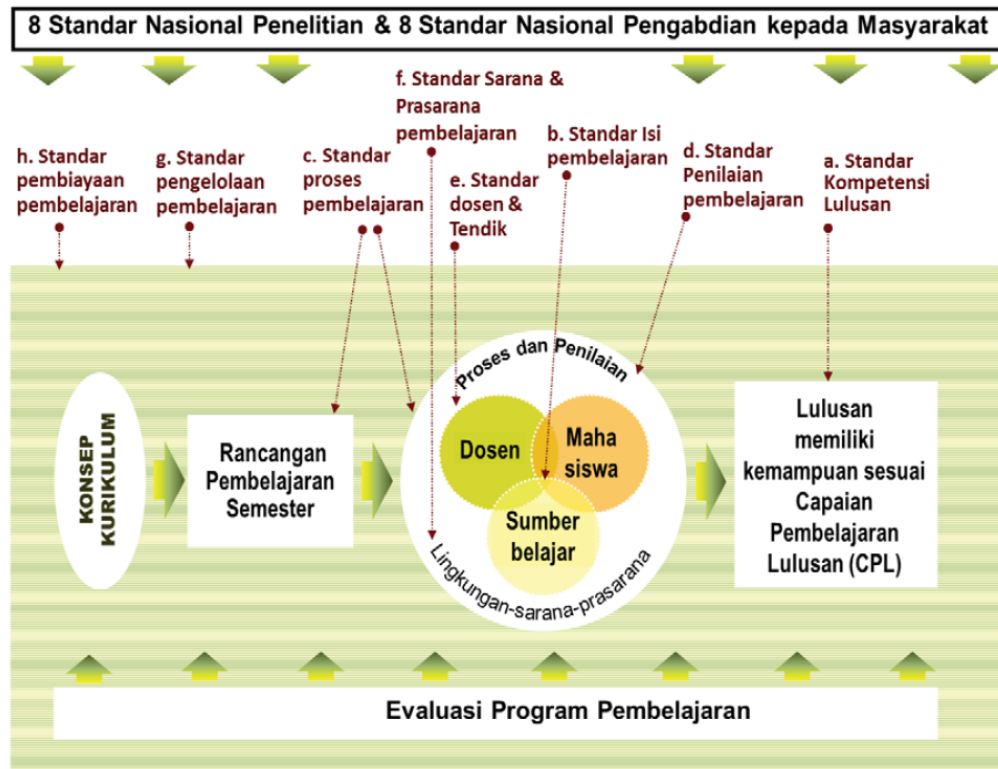 8 Standar Nasional Penelitian & 8 Standar Nasional Pengabdian kepada Masyarakat
f. Standar Sarana &
Prasarana
pembelajaran
h. Standar
pembiayaan
pembelajaran
g. Standar
pengelolaan
pembelajaran
c. Standar
proses
pembelajaran
e. Standar
dosen &
Tendik
b. Standar Isi
pembelajaran
d. Standar
Penilaian
pembelajaran
a. Standar
Kompetensi
Lulusan
KONSEP
KURIKULUM
Rancangan
Pembelajaran
Semester
Proses dan Penilaian
Dosen
Maha
siswa
Sumber
belajar
Lingkungan-sarana-prasarana
Lulusan
memiliki
kemampuan sesuai
Capaian
Pembelajaran
Lulusan (CPL)
Evaluasi Program Pembelajaran